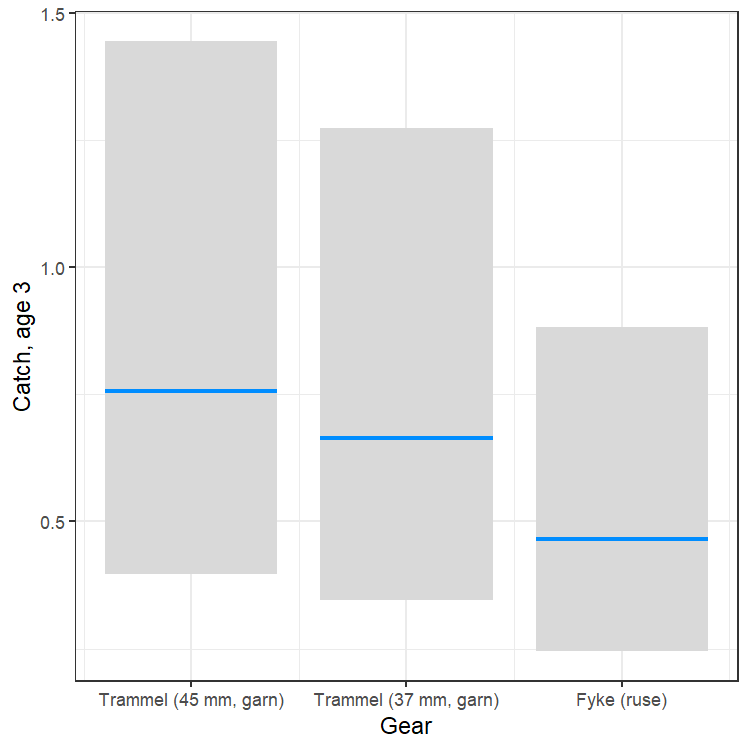 1.5
1.0
0.5
Catch, age 3
Trammel (45 mm, garn) Trammel (37 mm, garn) Fyke (ruse)
Gear